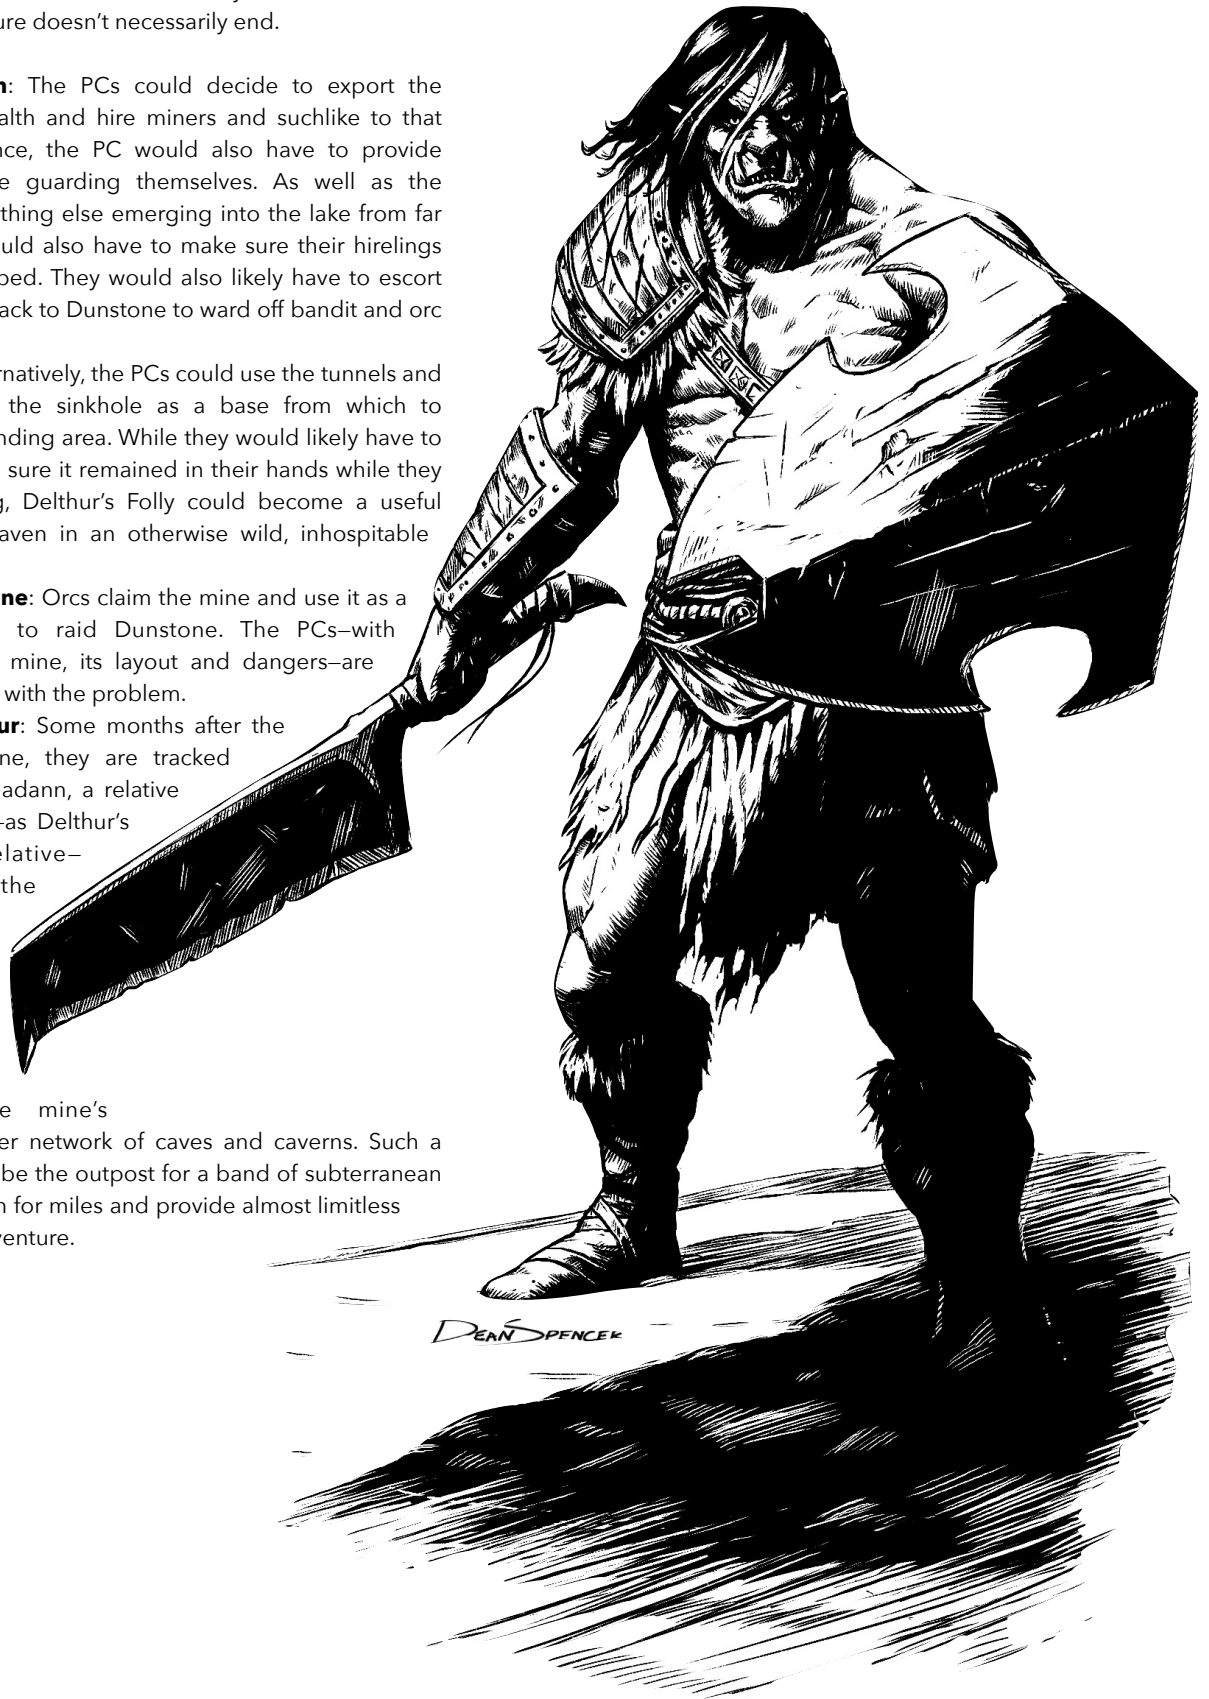 ure doesn’t necessarily end.
n: The PCs could decide to export the
alth and hire miners and suchlike to that
nce, the PC would also have to provide
e guarding themselves. As well as the
thing else emerging into the lake from far
uld also have to make sure their hirelings
ped. They would also likely have to escort
ack to Dunstone to ward off bandit and orc
rnatively, the PCs could use the tunnels and
the sinkhole as a base from which to
nding area. While they would likely have to
sure it remained in their hands while they
g, Delthur’s Folly could become a useful
aven in an otherwise wild, inhospitable
ne: Orcs claim the mine and use it as a
to raid Dunstone. The PCs—with
mine, its layout and dangers—are
with the problem.
ur: Some months after the
ne, they are tracked
adann, a relative
–as Delthur’s
elative—
the
e mine’s
er network of caves and caverns. Such a
be the outpost for a band of subterranean
n for miles and provide almost limitless
venture.
DEAN SPENCER